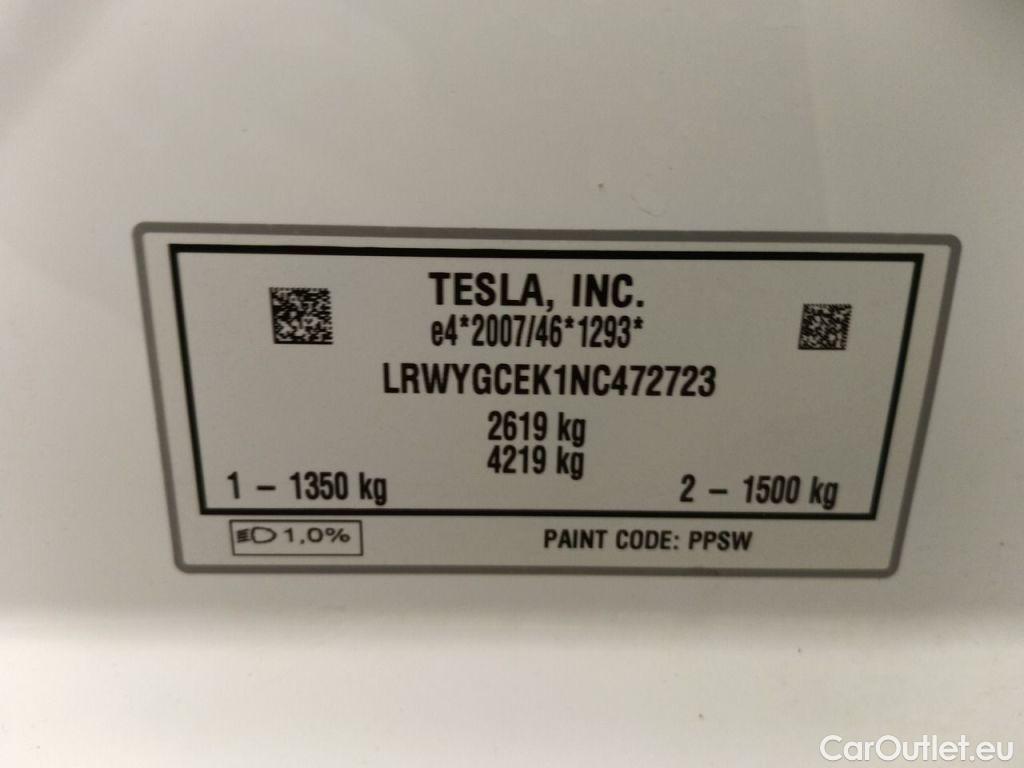 TESLA, INC.
e4*2007/46*1293*
LRWYGCEK1NC472723
2619 kg
4219 kg
1 – 1350 kg
2 – 1500 kg
1,0%
PAINT CODE: PPSW
CarOutlet.eu